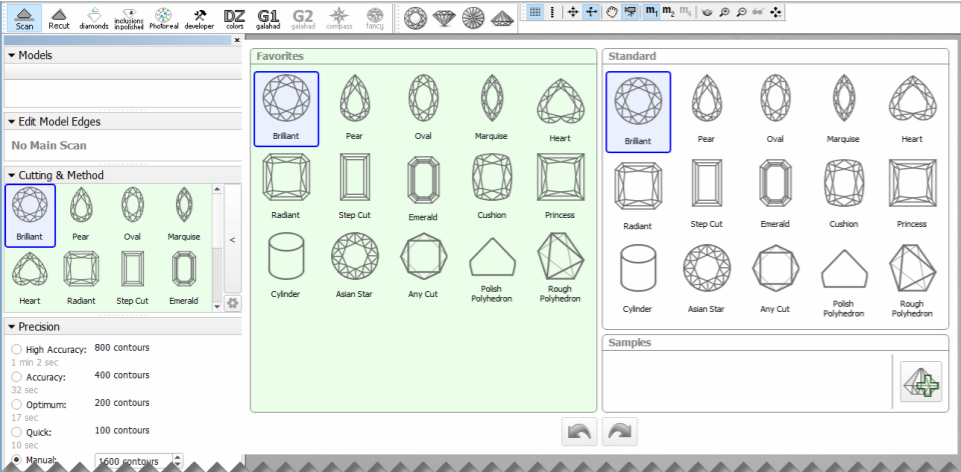 Scan Recut diamonds inclusions inpolished Photoreal developer DZ colors G1 galahad G2 galahad compass fancy m1 m2
Models
Edit Model Edges
No Main Scan
Cutting & Method
Brilliant Pear Oval Marquise
<
Heart Radiant Step Cut Emerald
Precision
High Accuracy: 800 contours
1 min 2 sec
Accuracy: 400 contours
32 sec
Optimum: 200 contours
17 sec
Quick: 100 contours
10 sec
Manual: 1600 contours
Favorites
Brilliant Pear Oval Marquise Heart
Radiant Step Cut Emerald Cushion Princess
Cylinder Asian Star Any Cut Polish Polyhedron Rough Polyhedron
Standard
Brilliant Pear Oval Marquise Heart
Radiant Step Cut Emerald Cushion Princess
Cylinder Asian Star Any Cut Polish Polyhedron Rough Polyhedron
Samples